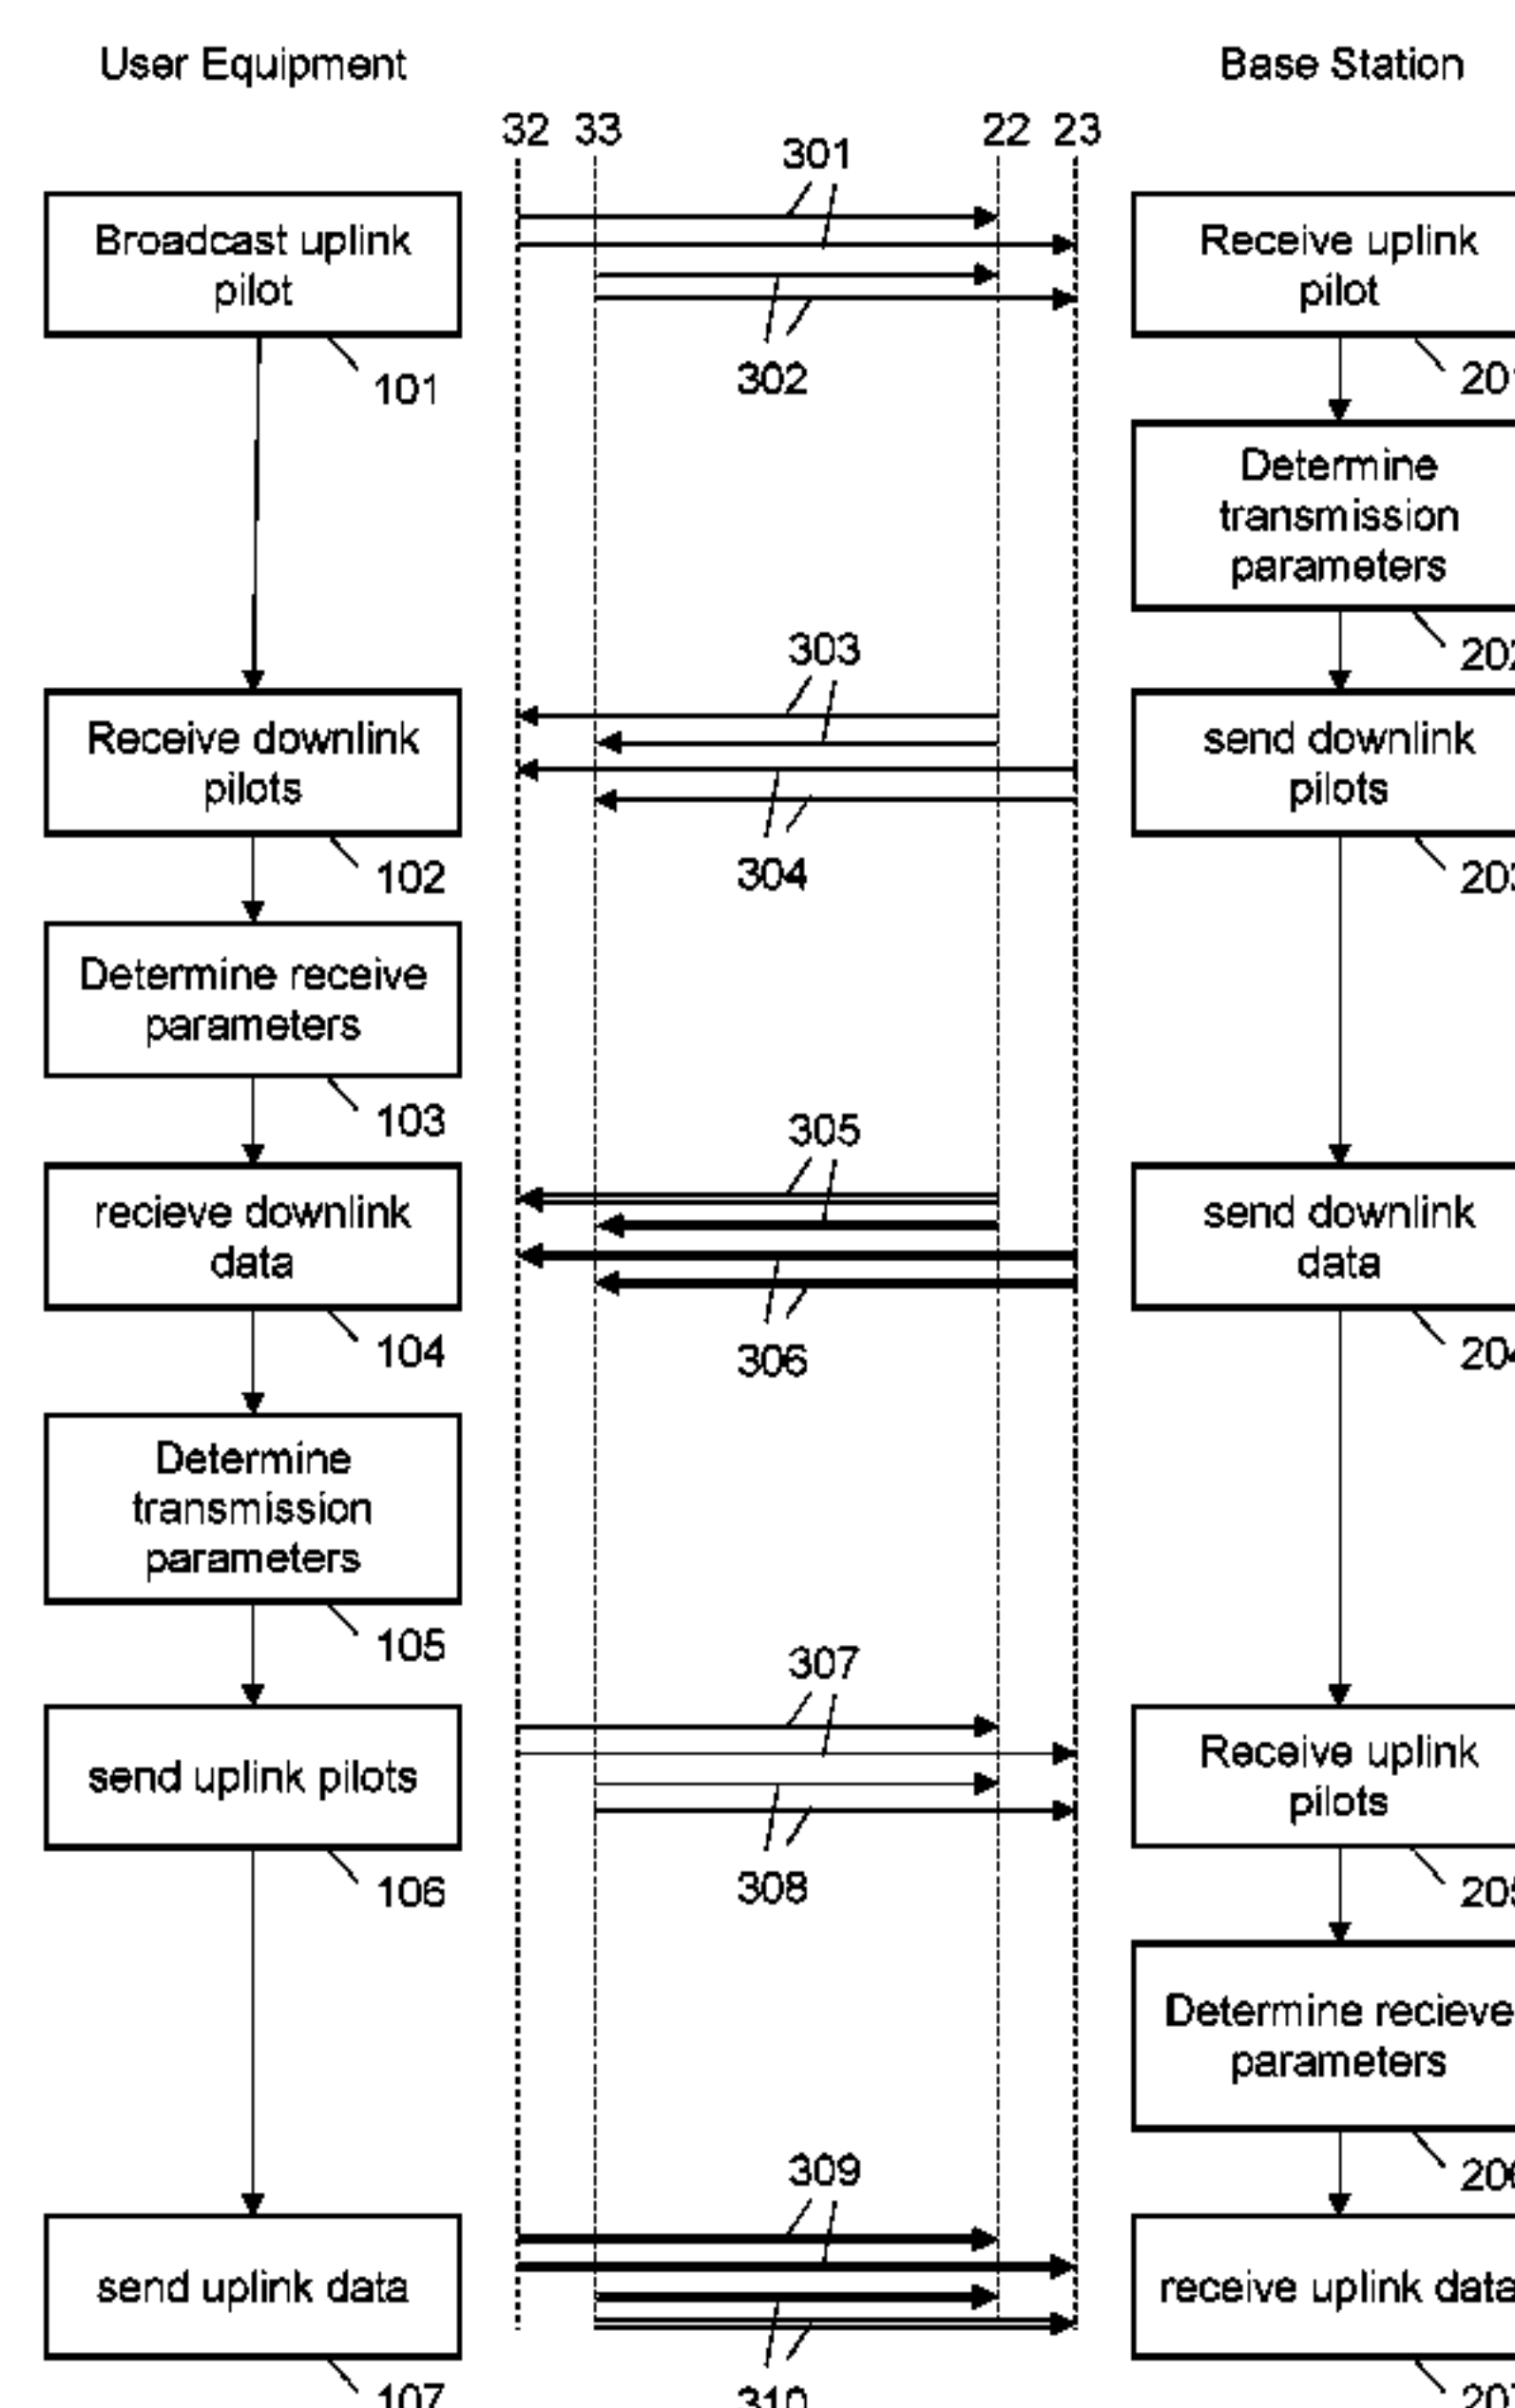 User Equipment
Base Station
32 33
22 23
301
Broadcast uplink
pilot
Receive uplink
pilot
302
101
Determine
transmission
parameters
303
Receive downlink
pilots
send downlink
pilots
304
102
Determine receive
parameters
103
305
recieve downlink
data
send downlink
data
306
104
Determine
transmission
parameters
105
307
send uplink pilots
Receive uplink
pilots
308
106
Determine recieve
parameters
309
send uplink data
receive uplink data
310
107